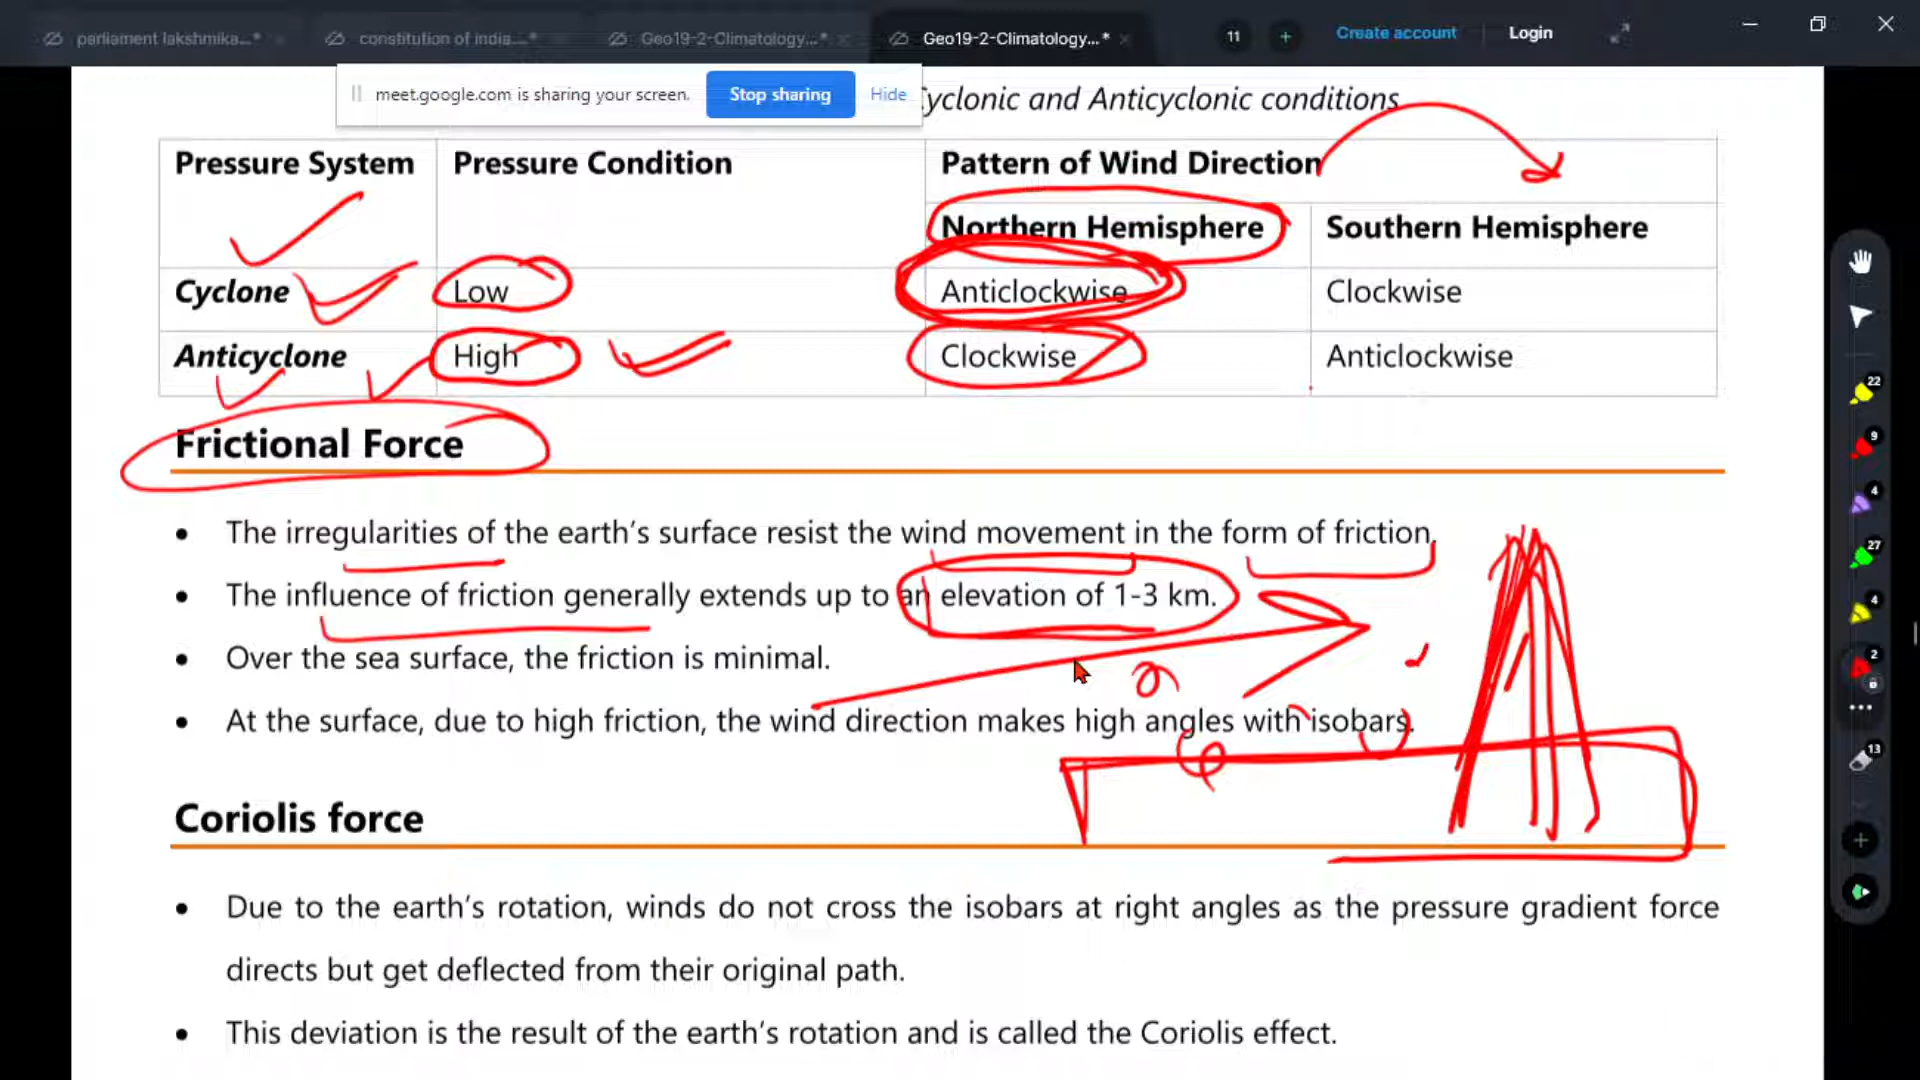 parliament lakshmika...*
constitution of india....*
Geo19-2-Climatology...*
Geo19-2-Climatology...*
11
Create account
Login
meet.google.com is sharing your screen.
Stop sharing
Hide
yclonic and Anticyclonic conditions
Pressure System
Pressure Condition
Pattern of Wind Direction
Northern Hemisphere
Southern Hemisphere
Cyclone
Low
Anticlockwise
Clockwise
Anticyclone
High
Clockwise
Anticlockwise
Frictional Force
• The irregularities of the earth's surface resist the wind movement in the form of friction.
• The influence of friction generally extends up to an elevation of 1-3 km.
• Over the sea surface, the friction is minimal.
• At the surface, due to high friction, the wind direction makes high angles with isobars.
Coriolis force
• Due to the earth's rotation, winds do not cross the isobars at right angles as the pressure gradient force
directs but get deflected from their original path.
• This deviation is the result of the earth's rotation and is called the Coriolis effect.
22
9
4
27
4
2
13